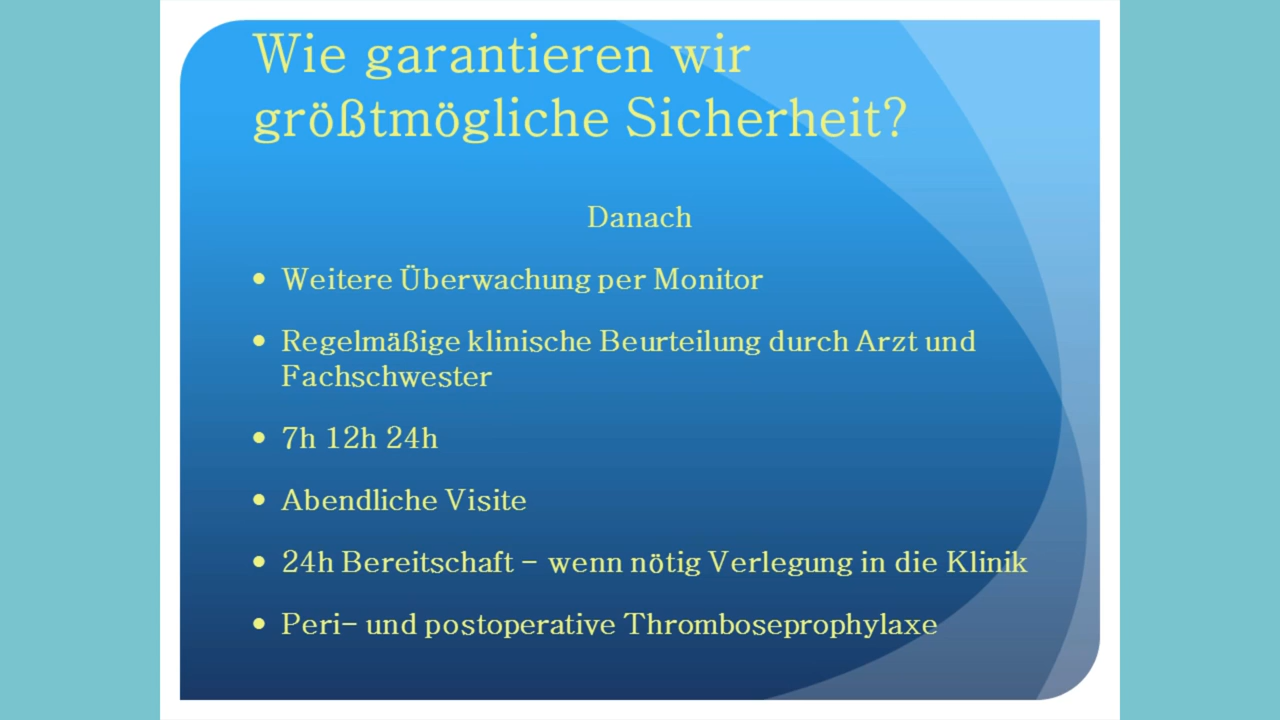 Wie garantieren wir
größtmögliche Sicherheit?
Danach
• Weitere Überwachung per Monitor
• Regelmäßige klinische Beurteilung durch Arzt und
Fachschwester
• 7h 12h 24h
• Abendliche Visite
• 24h Bereitschaft – wenn nötig Verlegung in die Klinik
• Peri- und postoperative Thromboseprophylaxe